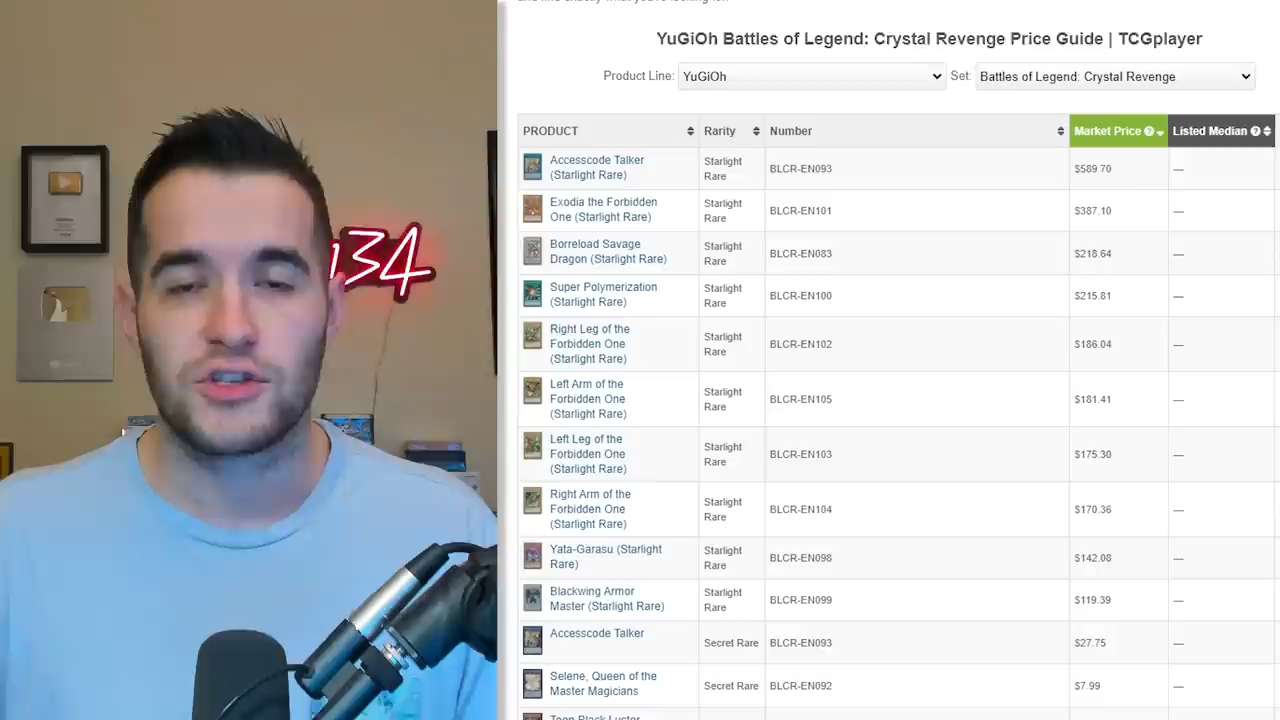 YuGiOh Battles of Legend: Crystal Revenge Price Guide | TCGplayer
Product Line: YuGiOh Set: Battles of Legend: Crystal Revenge
PRODUCT Rarity Number Market Price Listed Median
Accesscode Talker
(Starlight Rare)
Starlight
Rare
BLCR-EN093
$589.70
—
Exodia the Forbidden
One (Starlight Rare)
Starlight
Rare
BLCR-EN101
$387.10
—
Borreload Savage
Dragon (Starlight Rare)
Starlight
Rare
BLCR-EN083
$218.64
—
Super Polymerization
(Starlight Rare)
Starlight
Rare
BLCR-EN100
$215.81
—
Right Leg of the
Forbidden One
(Starlight Rare)
Starlight
Rare
BLCR-EN102
$186.04
—
Left Arm of the
Forbidden One
(Starlight Rare)
Starlight
Rare
BLCR-EN105
$181.41
—
Left Leg of the
Forbidden One
(Starlight Rare)
Starlight
Rare
BLCR-EN103
$175.30
—
Right Arm of the
Forbidden One
(Starlight Rare)
Starlight
Rare
BLCR-EN104
$170.36
—
Yata-Garasu (Starlight
Rare)
Starlight
Rare
BLCR-EN098
$142.08
—
Blackwing Armor
Master (Starlight Rare)
Starlight
Rare
BLCR-EN099
$119.39
—
Accesscode Talker
Secret Rare
BLCR-EN093
$27.75
—
Selene, Queen of the
Master Magicians
Secret Rare
BLCR-EN092
$7.99
—
Toon Black Luster
134